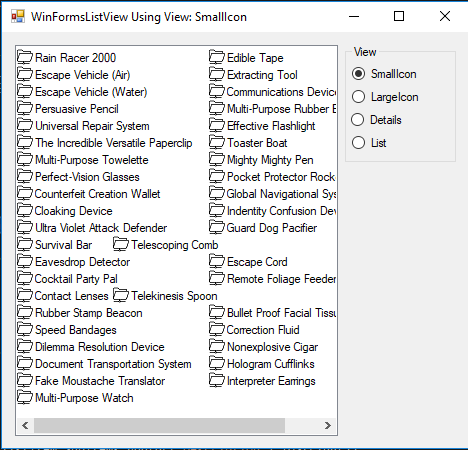 WinFormsListView Using View: SmallIcon
Rain Racer 2000 Edible Tape
Escape Vehicle (Air) Extracting Tool
Escape Vehicle (Water) Communications Device
Persuasive Pencil Multi-Purpose Rubber B
Universal Repair System Effective Flashlight
The Incredible Versatile Paperclip Toaster Boat
Multi-Purpose Towelette Mighty Mighty Pen
Perfect-Vision Glasses Pocket Protector Rock
Counterfeit Creation Wallet Global Navigational Sy
Cloaking Device Indentity Confusion Dev
Ultra Violet Attack Defender Guard Dog Pacifier
Survival Bar Telescoping Comb
Eavesdrop Detector Escape Cord
Cocktail Party Pal Remote Foliage Feeder
Contact Lenses Telekinesis Spoon
Rubber Stamp Beacon Bullet Proof Facial Tissu
Speed Bandages Correction Fluid
Dilemma Resolution Device Nonexplosive Cigar
Document Transportation System Hologram Cufflinks
Fake Moustache Translator Interpreter Earrings
Multi-Purpose Watch
View
SmallIcon
LargeIcon
Details
List